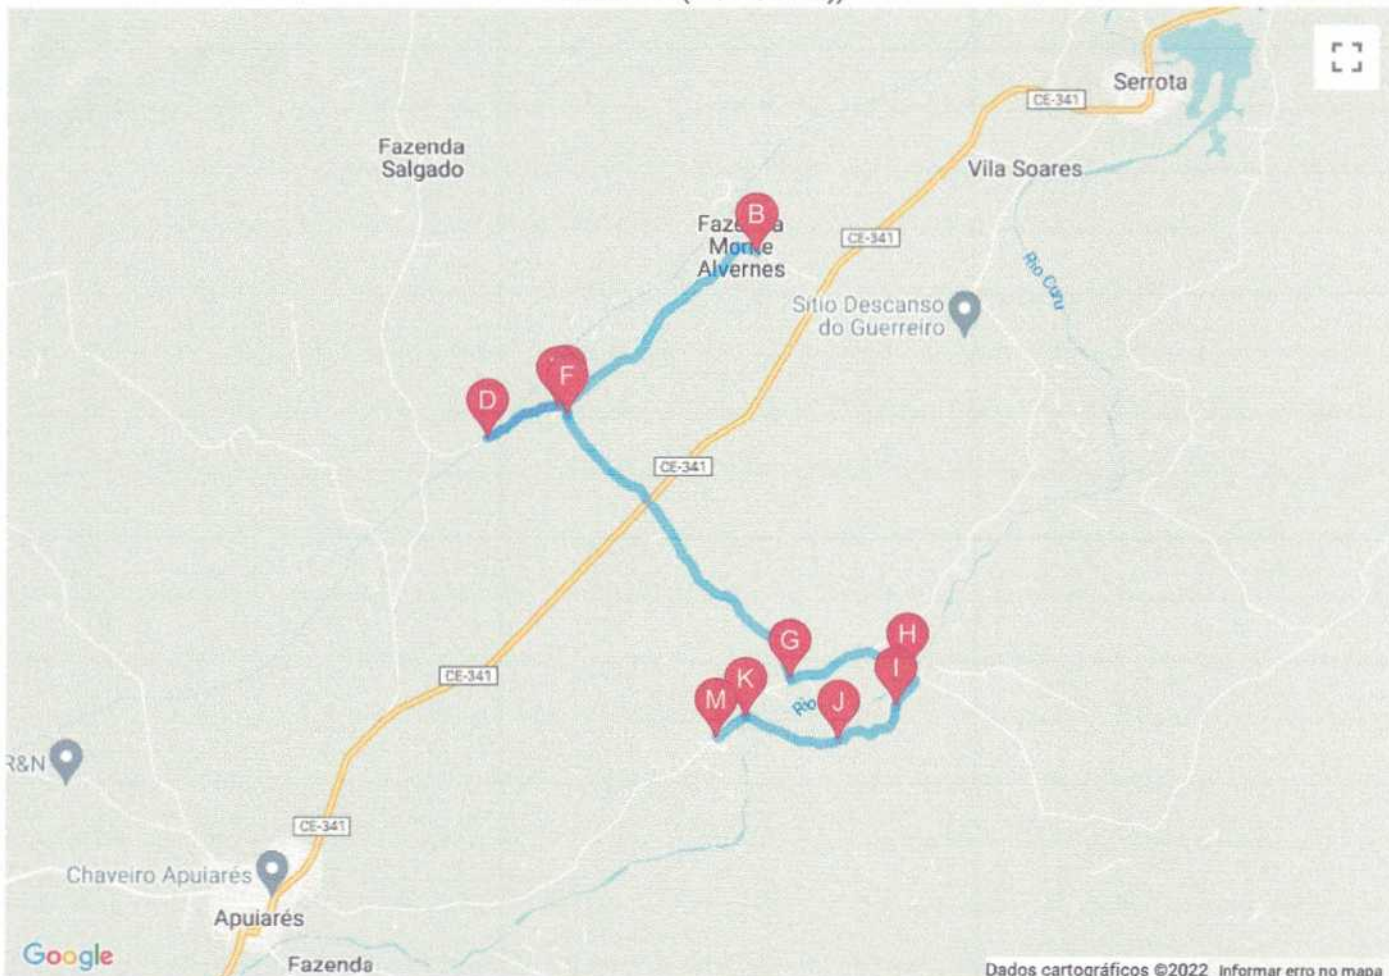 Serrota
CE-341
Fazenda
Salgado
Vila Soares
B
Monte
Alvernes
CE-341
Rio Curu
Sítio Descanso
do Guerreiro
F
D
CE-341
H
G
I
CE-341
K
M
J
Rio
R&N
CE-341
Chaveiro Apuiarés
Apuiarés
Google
Fazenda
Dados cartográficos ©2022 Informar erro no mapa